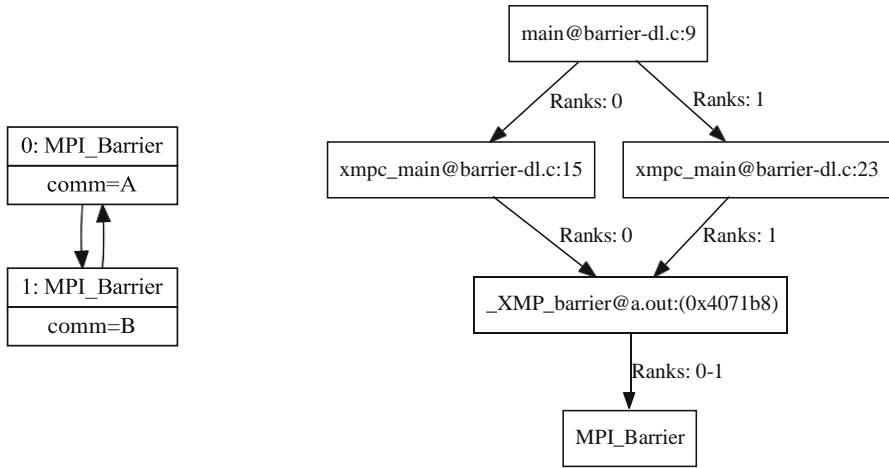 0: MPI_Barrier
comm=A
1: MPI_Barrier
comm=B
main@barrier-dl.c:9
Ranks: 0
Ranks: 1
xmpc_main@barrier-dl.c:15
xmpc_main@barrier-dl.c:23
Ranks: 0
Ranks: 1
_XMP_barrier@a.out:(0x4071b8)
Ranks: 0-1
MPI_Barrier